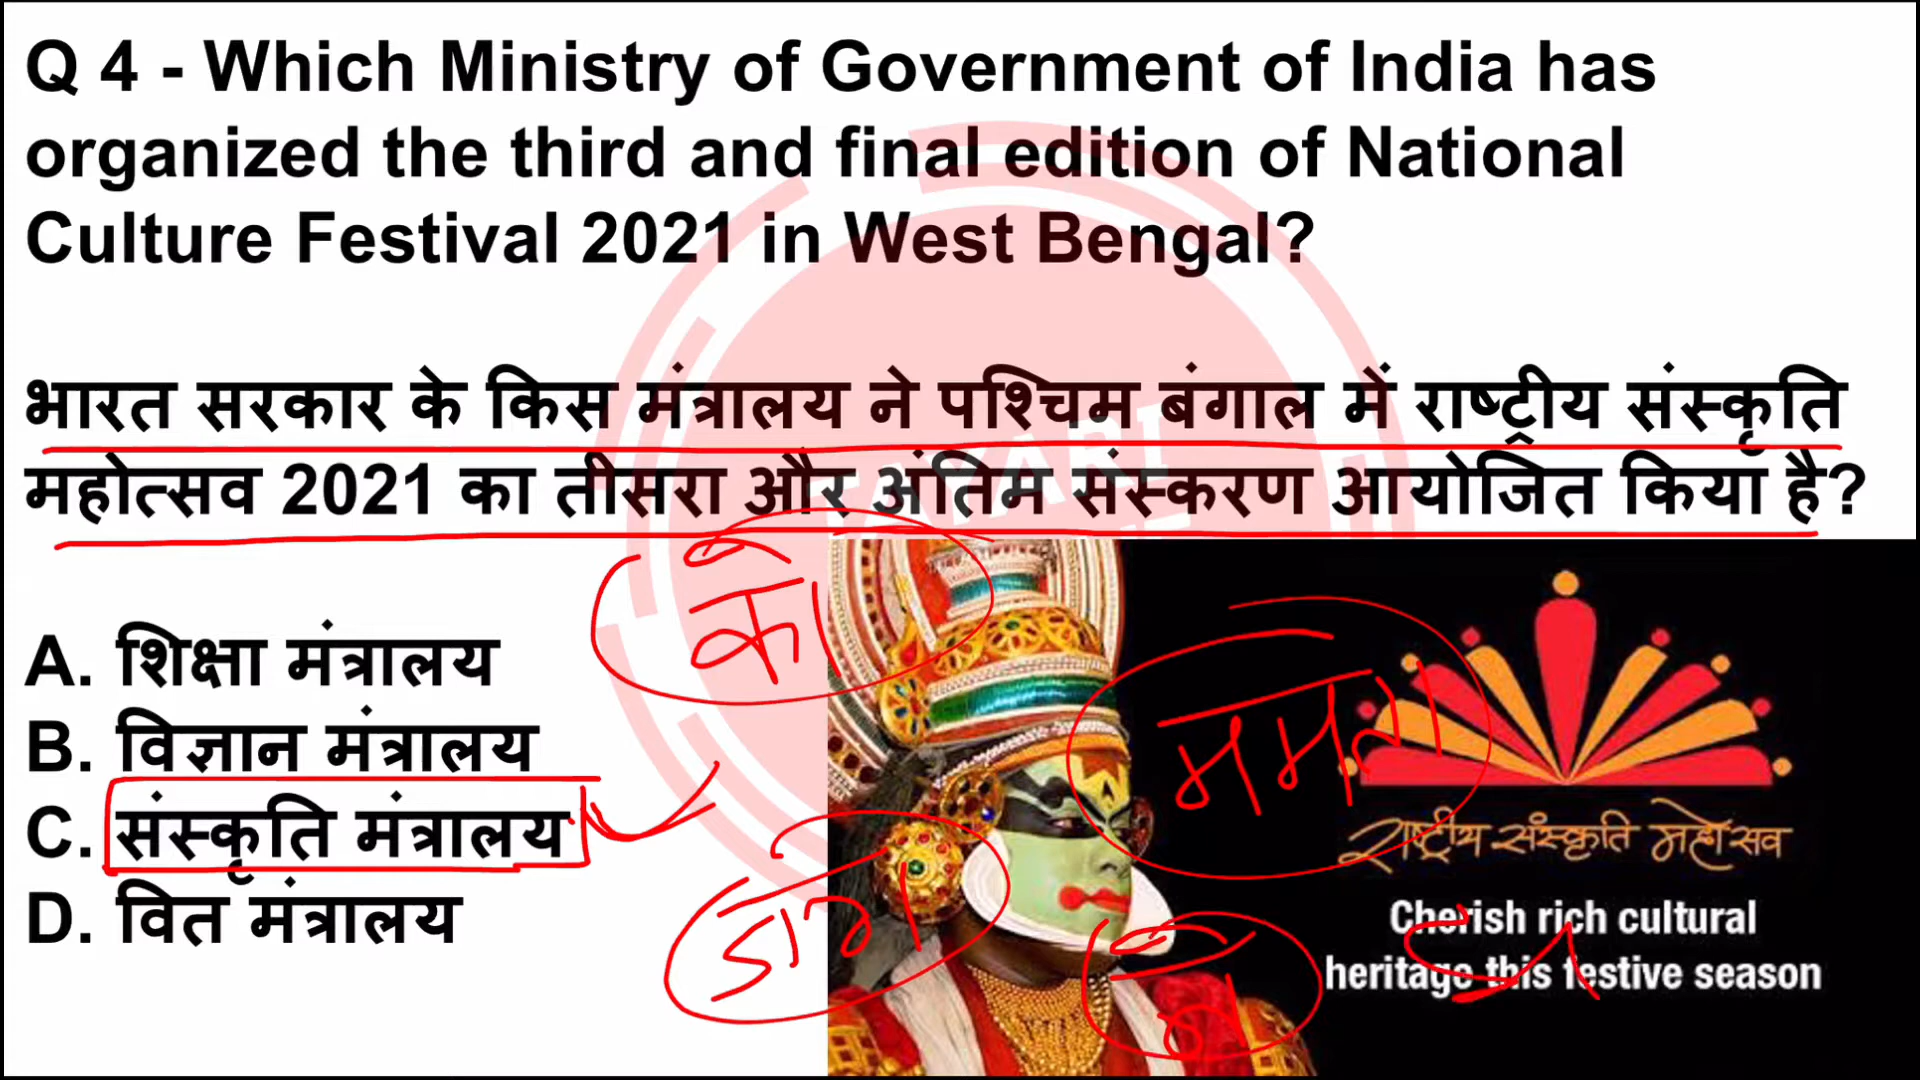 Q 4 - Which Ministry of Government of India has
organized the third and final edition of National
Culture Festival 2021 in West Bengal?
भारत सरकार के किस मंत्रालय ने पश्चिम बंगाल में राष्ट्रीय संस्कृति
महोत्सव 2021 का तीसरा और अंतिम संस्करण आयोजित किया है?
A. शिक्षा मंत्रालय
B. विज्ञान मंत्रालय
C. संस्कृति मंत्रालय
D. वित मंत्रालय
राष्ट्रीय संस्कृति महोत्सव
Cherish rich cultural
heritage this festive season
ममता